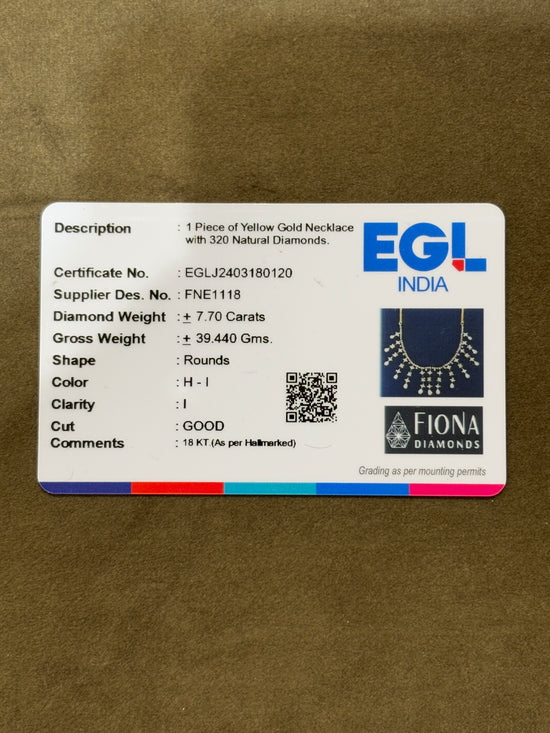 Description : 1 Piece of Yellow Gold Necklace
with 320 Natural Diamonds.
Certificate No. : EGLJ2403180120
Supplier Des. No. : FNE1118
Diamond Weight : ± 7.70 Carats
Gross Weight : ± 39.440 Gms.
Shape : Rounds
Color : H - I
Clarity : I
Cut : GOOD
Comments : 18 KT.(As per Hallmarked)
EGL
INDIA
FIONA
DIAMONDS
Grading as per mounting permits